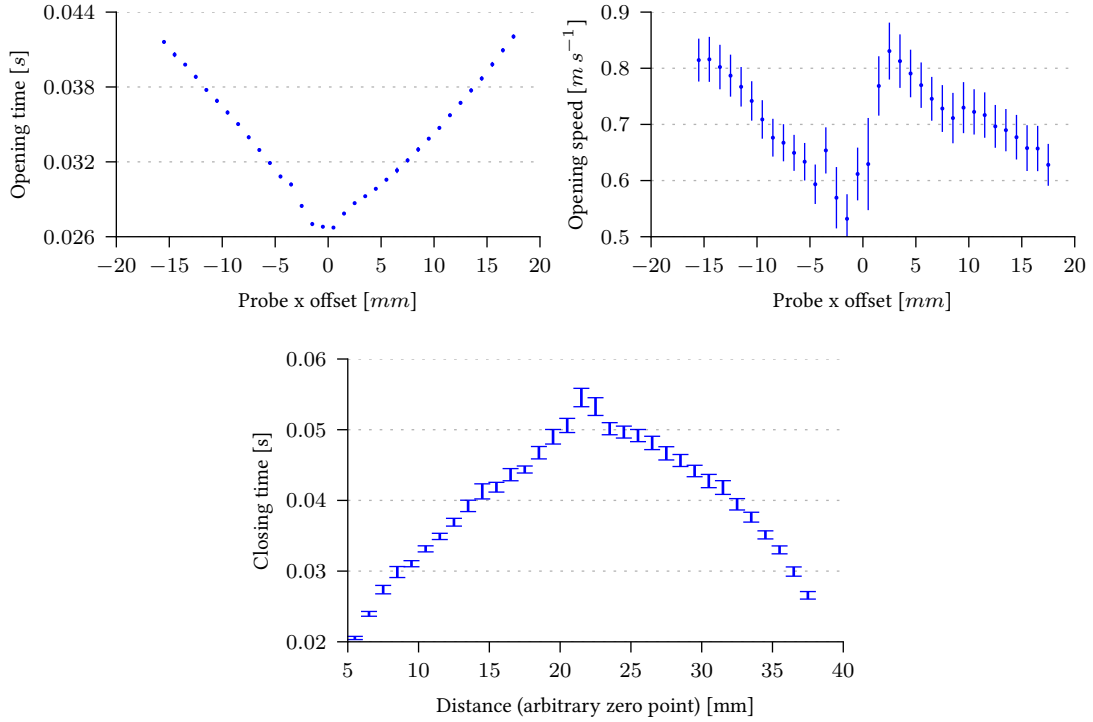 0.044
0.038
0.032
0.026
Opening time [s]
−20 −15 −10 −5 0 5 10 15 20
Probe x offset [mm]
0.9
0.8
0.7
0.6
0.5
Opening speed [m s−1]
−20 −15 −10 −5 0 5 10 15 20
Probe x offset [mm]
0.06
0.05
0.04
0.03
0.02
Closing time [s]
5 10 15 20 25 30 35 40
Distance (arbitrary zero point) [mm]